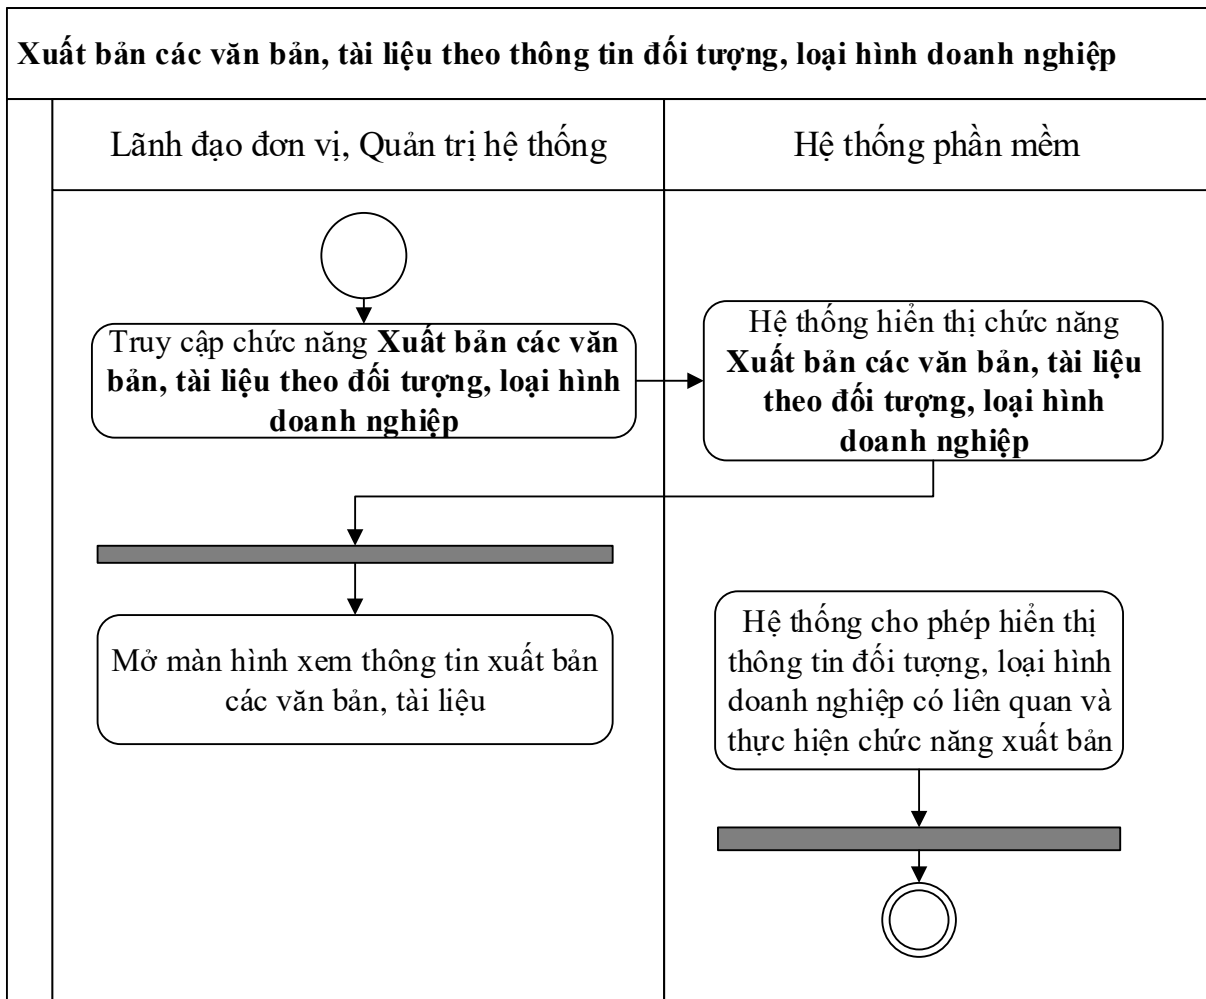 Xuất bản các văn bản, tài liệu theo thông tin đối tượng, loại hình doanh nghiệp
Lãnh đạo đơn vị, Quản trị hệ thống
Hệ thống phần mềm
Truy cập chức năng Xuất bản các văn
bản, tài liệu theo đối tượng, loại hình
doanh nghiệp
Hệ thống hiển thị chức năng
Xuất bản các văn bản, tài liệu
theo đối tượng, loại hình
doanh nghiệp
Mở màn hình xem thông tin xuất bản
các văn bản, tài liệu
Hệ thống cho phép hiển thị
thông tin đối tượng, loại hình
doanh nghiệp có liên quan và
thực hiện chức năng xuất bản